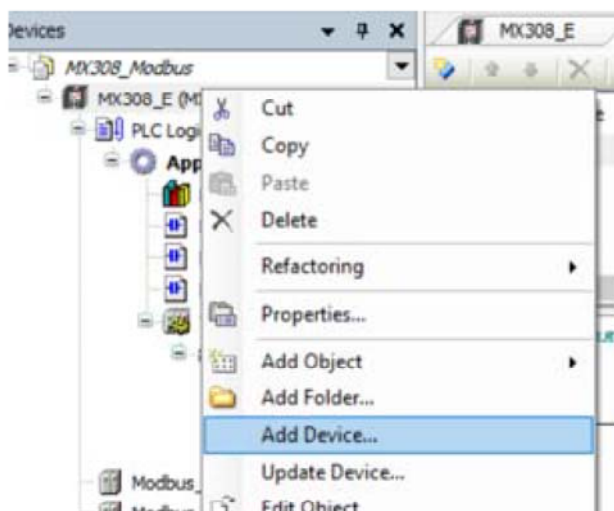 Devices
MX308_E
MX308_Modbus
MX308_E (M
PLC Logi
App
Modbus_
Cut
Copy
Paste
Delete
Refactoring
Properties...
Add Object
Add Folder...
Add Device...
Update Device...
Edit Object